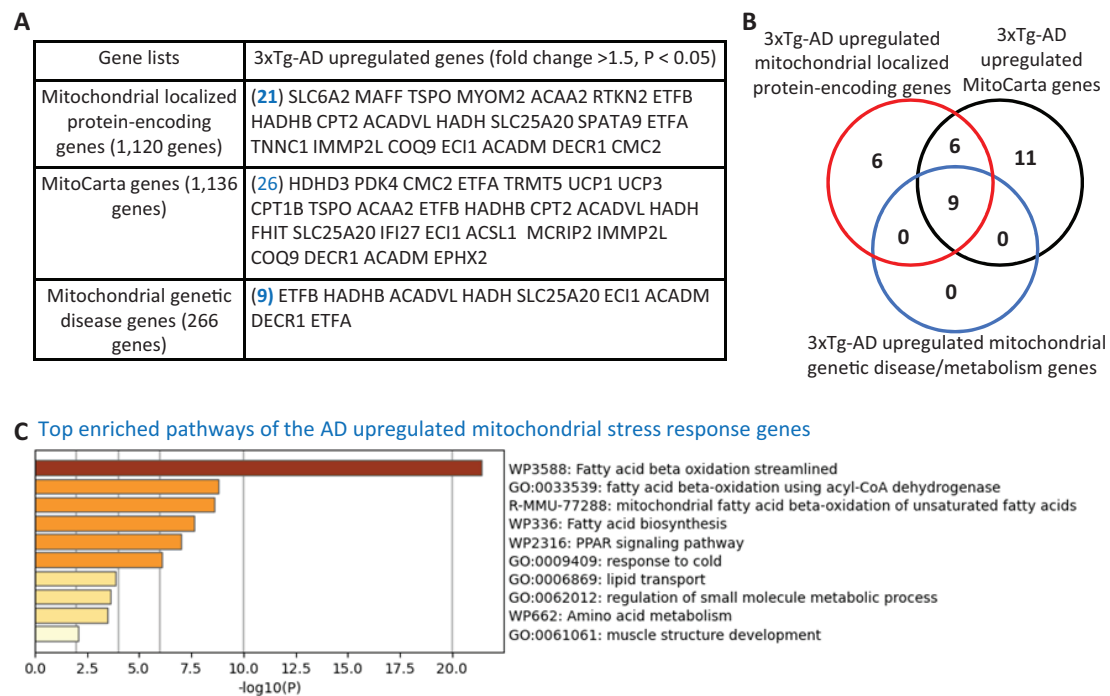 A
Gene lists
3xTg-AD upregulated genes (fold change >1.5, P < 0.05)
Mitochondrial localized
protein-encoding
genes (1,120 genes)
(21) SLC6A2 MAFF TSPO MYOM2 ACAA2 RTKN2 ETFB
HADHB CPT2 ACADVL HADH SLC25A20 SPATA9 ETFA
TNNC1 IMMP2L COQ9 ECI1 ACADM DECR1 CMC2
MitoCarta genes (1,136
genes)
(26) HDHD3 PDK4 CMC2 ETFA TRMT5 UCP1 UCP3
CPT1B TSPO ACAA2 ETFB HADHB CPT2 ACADVL HADH
FHIT SLC25A20 IFI27 ECI1 ACSL1 MCRIP2 IMMP2L
COQ9 DECR1 ACADM EPHX2
Mitochondrial genetic
disease genes (266
genes)
(9) ETFB HADHB ACADVL HADH SLC25A20 ECI1 ACADM
DECR1 ETFA
B
3xTg-AD upregulated
mitochondrial localized
protein-encoding genes
3xTg-AD
upregulated
MitoCarta genes
6
6
11
9
0
0
0
3xTg-AD upregulated mitochondrial
genetic disease/metabolism genes
C Top enriched pathways of the AD upregulated mitochondrial stress response genes
WP3588: Fatty acid beta oxidation streamlined
GO:0033539: fatty acid beta-oxidation using acyl-CoA dehydrogenase
R-MMU-77288: mitochondrial fatty acid beta-oxidation of unsaturated fatty acids
WP336: Fatty acid biosynthesis
WP2316: PPAR signaling pathway
GO:0009409: response to cold
GO:0006869: lipid transport
GO:0062012: regulation of small molecule metabolic process
WP662: Amino acid metabolism
GO:0061061: muscle structure development
0.0 2.5 5.0 7.5 10.0 12.5 15.0 17.5 20.0
-log10(P)